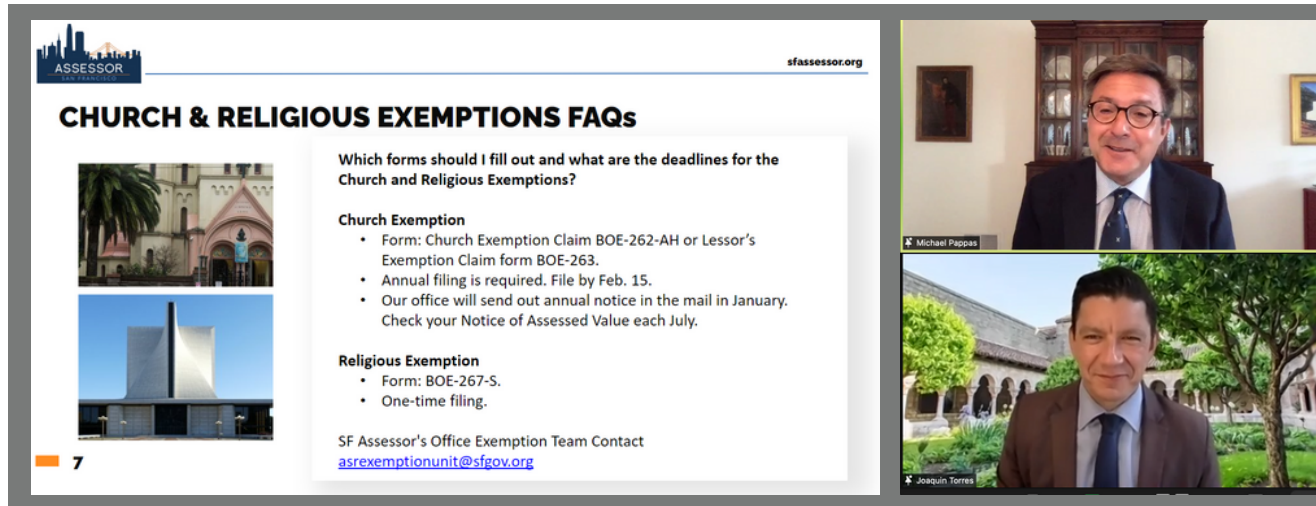 ASSESSOR
SAN FRANCISCO
sfassessor.org
CHURCH & RELIGIOUS EXEMPTIONS FAQs
Which forms should I fill out and what are the deadlines for the
Church and Religious Exemptions?
Church Exemption
• Form: Church Exemption Claim BOE-262-AH or Lessor's
Exemption Claim form BOE-263.
• Annual filing is required. File by Feb. 15.
• Our office will send out annual notice in the mail in January.
Check your Notice of Assessed Value each July.
Religious Exemption
• Form: BOE-267-S.
• One-time filing.
SF Assessor's Office Exemption Team Contact
asrexemptionunit@sfgov.org
7
Michael Pappas
Joaquin Torres